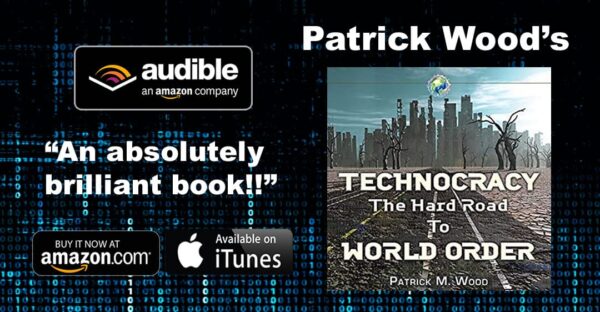 audible
an amazon company
“An absolutely
brilliant book!!”
BUY IT NOW AT
amazon.com
Available on
iTunes
Patrick Wood’s
TECHNOCRACY
The Hard Road
To
WORLD ORDER
PATRICK M. WOOD